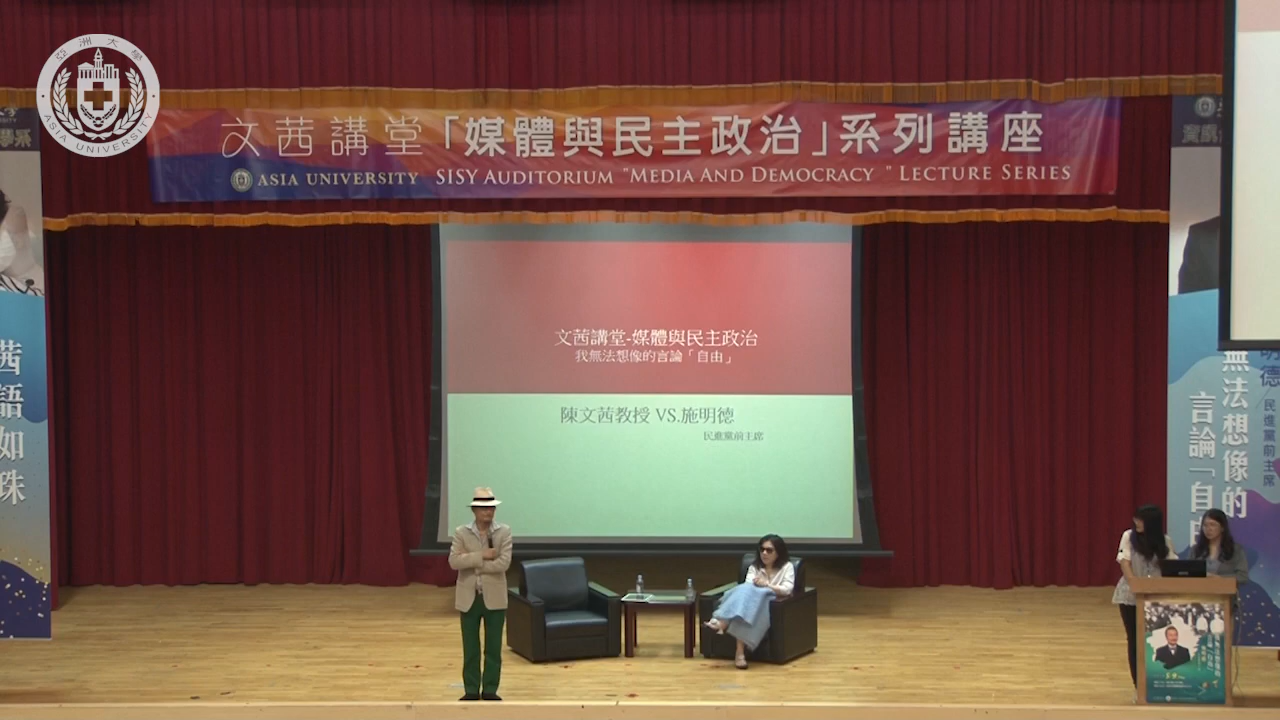 亞洲大學
ASIA UNIVERSITY
文茜講堂「媒體與民主政治」系列講座
ASIA UNIVERSITY SISY AUDITORIUM "MEDIA AND DEMOCRACY " LECTURE SERIES
文茜講堂-媒體與民主政治
我無法想像的言論「自由」
陳文茜教授 VS.施明德
民進黨前主席
茜語如珠
明德
民進黨前主席
無法想像的
言論「自由